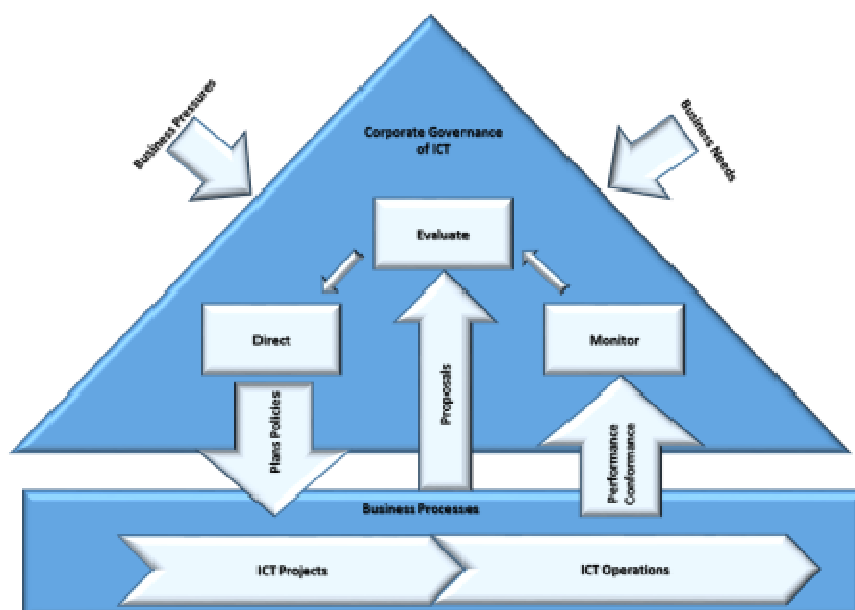 Business Pressures
Business Needs
Corporate Governance
of ICT
Evaluate
Direct
Monitor
Plans Policies
Proposals
Performance
Conformance
Business Processes
ICT Projects
ICT Operations